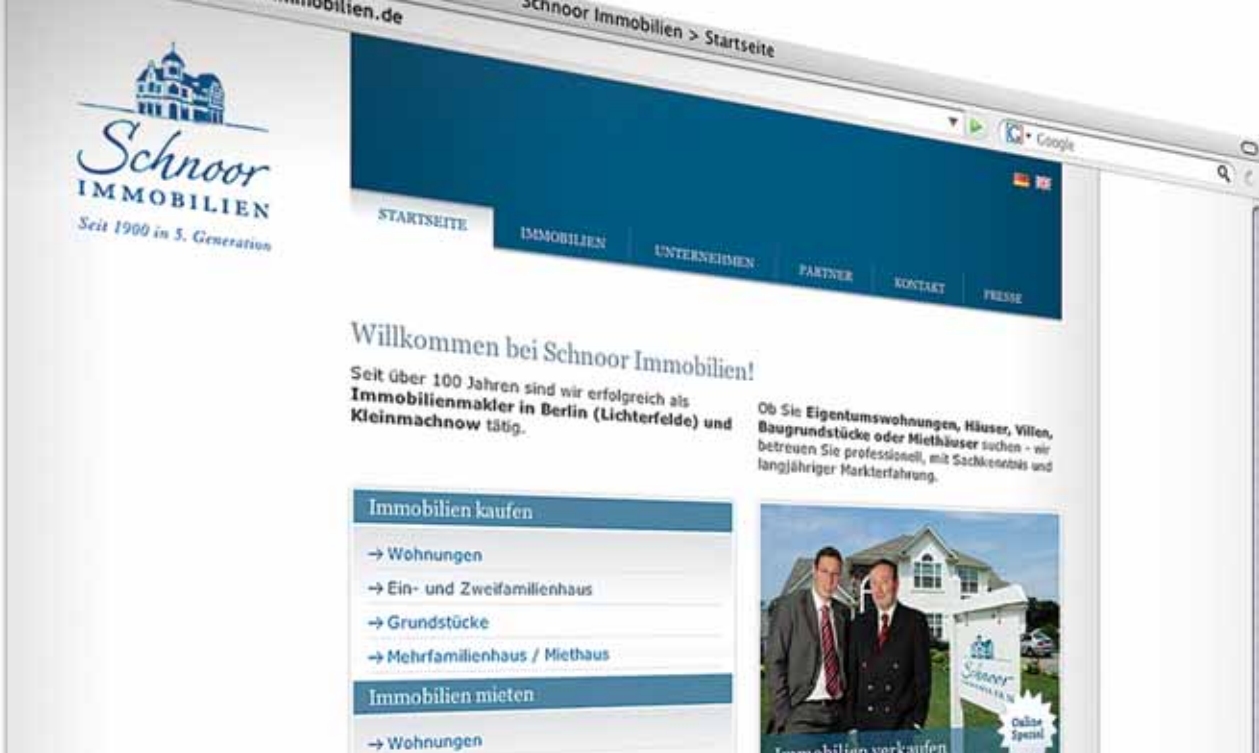 mmobilien.de
Schnoor Immobilien > Startseite
Google
Schnoor
IMMOBILIEN
Seit 1900 in 5. Generation
STARTSEITE
IMMOBILIEN
UNTERNEHMEN
PARTNER
KONTAKT
PRESSE
Willkommen bei Schnoor Immobilien!
Seit über 100 Jahren sind wir erfolgreich als
Immobilienmakler in Berlin (Lichterfelde) und
Kleinmachnow tätig.
Ob Sie Eigentumswohnungen, Häuser, Villen,
Baugrundstücke oder Miethäuser suchen - wir
betreuen Sie professionell, mit Sachkenntnis und
langjähriger Markterfahrung.
Immobilien kaufen
→ Wohnungen
→ Ein- und Zweifamilienhaus
→ Grundstücke
→ Mehrfamilienhaus / Miethaus
Immobilien mieten
→ Wohnungen
Schnoor
IMMOBILIEN
Online
Spezial
Immobilien verkaufen